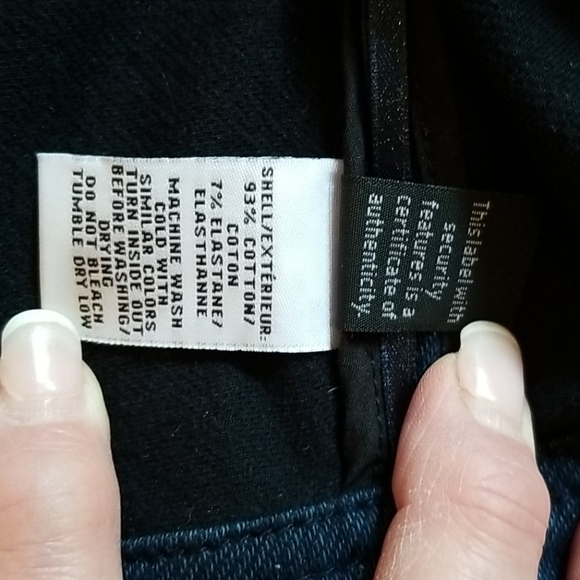 SHELL/EXTÉRIEUR:
93% COTTON/
COTON
7% ELASTANE/
ELASTHANNE
MACHINE WASH
COLD WITH
SIMILAR COLORS
TURN INSIDE OUT
BEFORE WASHING/
DRYING
DO NOT BLEACH
TUMBLE DRY LOW
This label with
security
features is a
certificate of
authenticity.